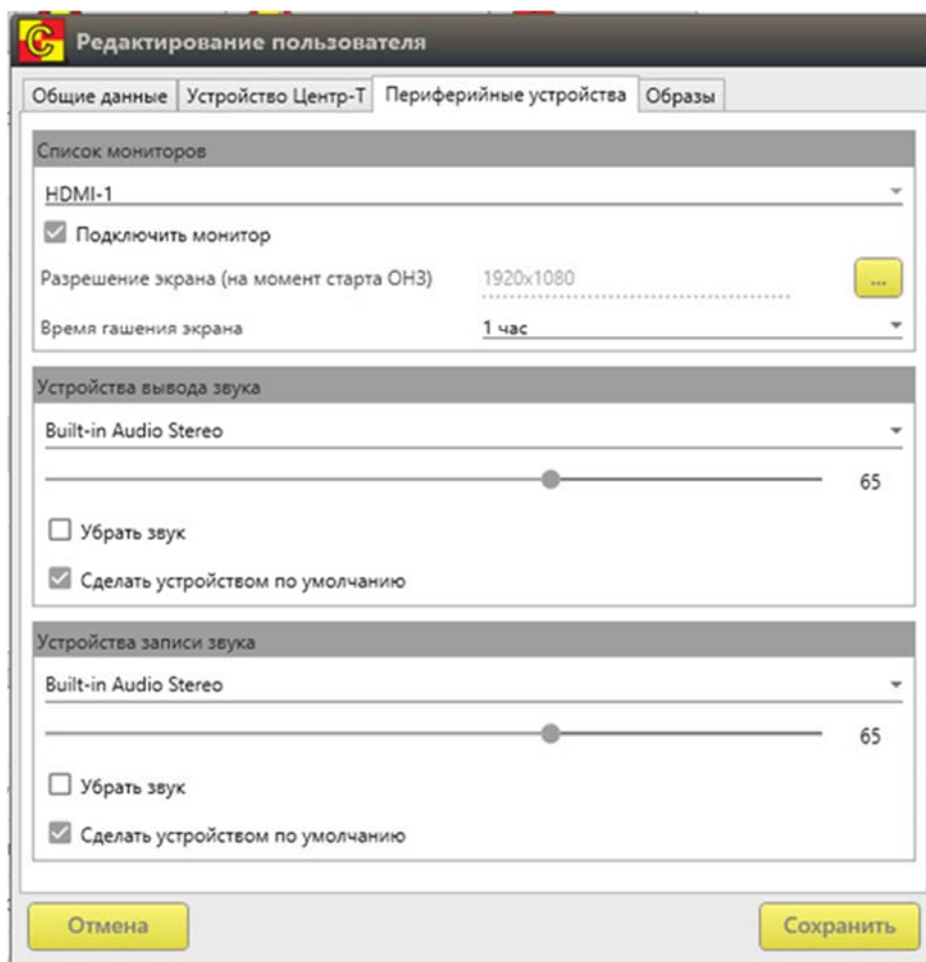 C Редактирование пользователя
Общие данные Устройство Центр-Т Периферийные устройства Образы
Список мониторов
HDMI-1
Подключить монитор
Разрешение экрана (на момент старта ОНЗ) 1920x1080 ...
Время гашения экрана 1 час
Устройства вывода звука
Built-in Audio Stereo
65
Убрать звук
Сделать устройством по умолчанию
Устройства записи звука
Built-in Audio Stereo
65
Убрать звук
Сделать устройством по умолчанию
Отмена Сохранить